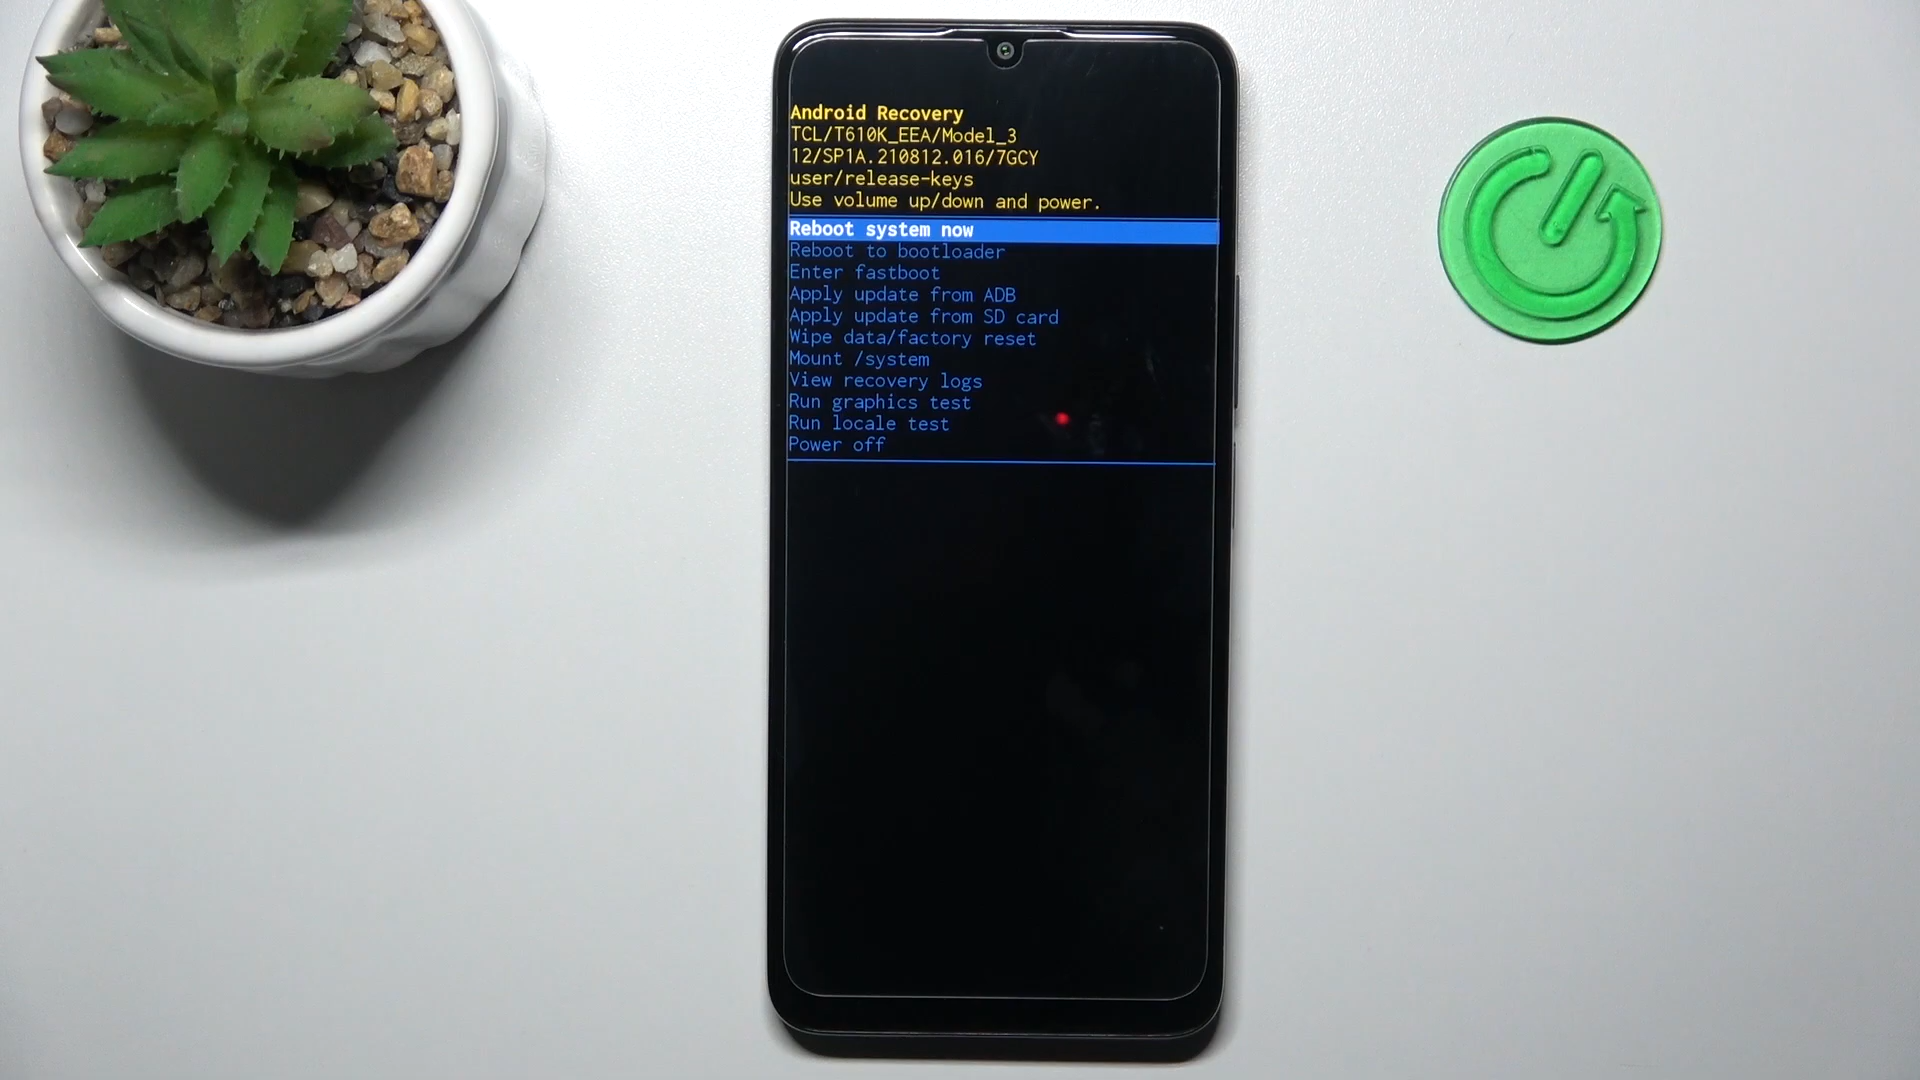 Android Recovery
TCL/T610K_EEA/Model_3
12/SP1A.210812.016/7GCY
user/release-keys
Use volume up/down and power.
Reboot system now
Reboot to bootloader
Enter fastboot
Apply update from ADB
Apply update from SD card
Wipe data/factory reset
Mount /system
View recovery logs
Run graphics test
Run locale test
Power off